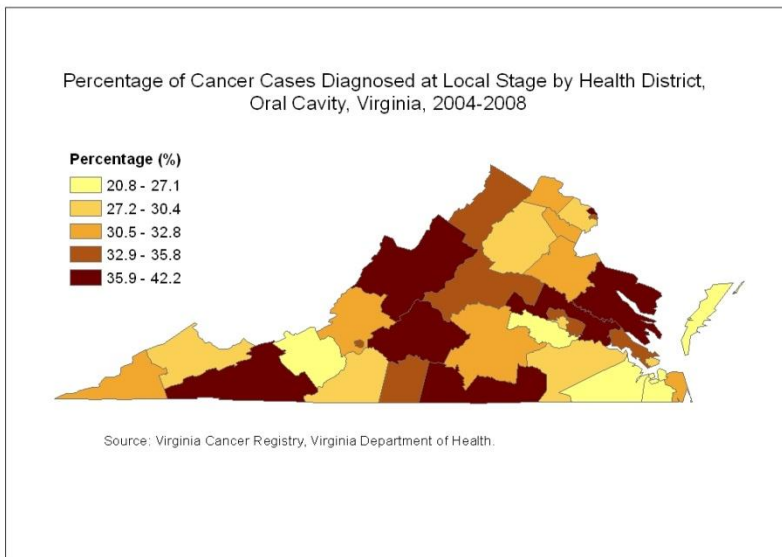 Percentage of Cancer Cases Diagnosed at Local Stage by Health District,
Oral Cavity, Virginia, 2004-2008
Percentage (%)
20.8 - 27.1
27.2 - 30.4
30.5 - 32.8
32.9 - 35.8
35.9 - 42.2
Source: Virginia Cancer Registry, Virginia Department of Health.